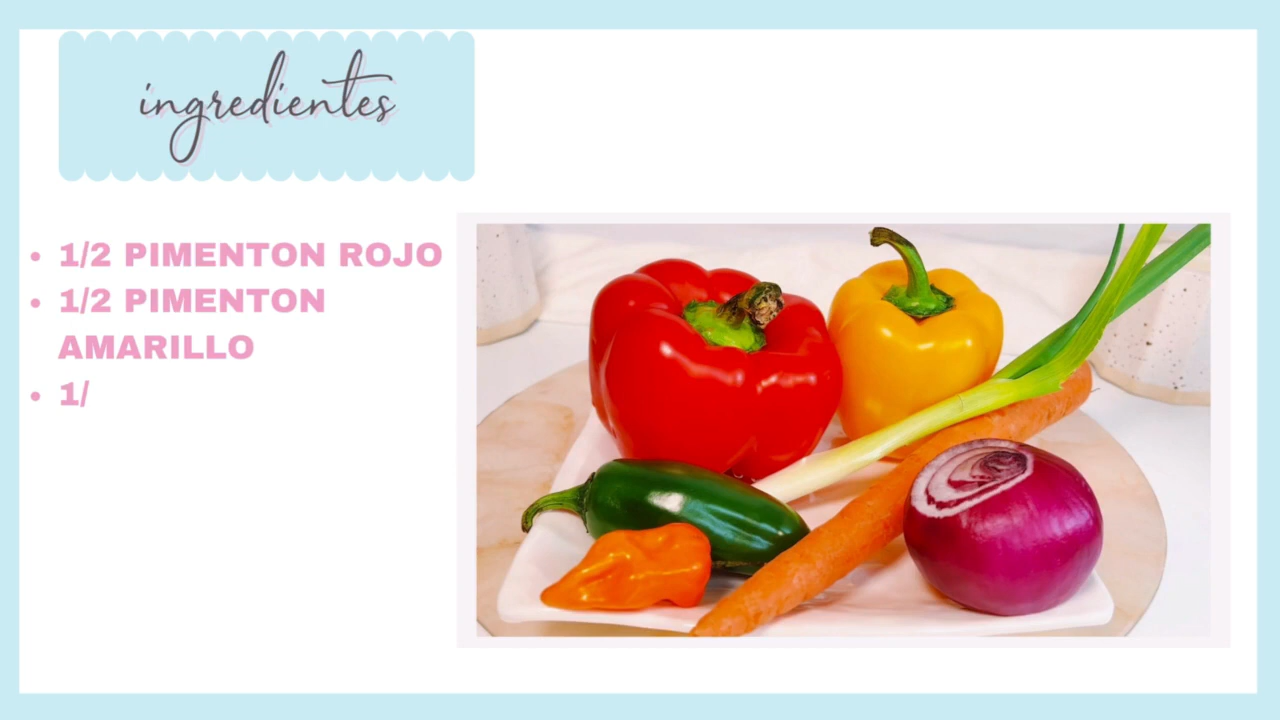 ingredientes
• 1/2 PIMENTON ROJO
• 1/2 PIMENTON
AMARILLO
• 1/